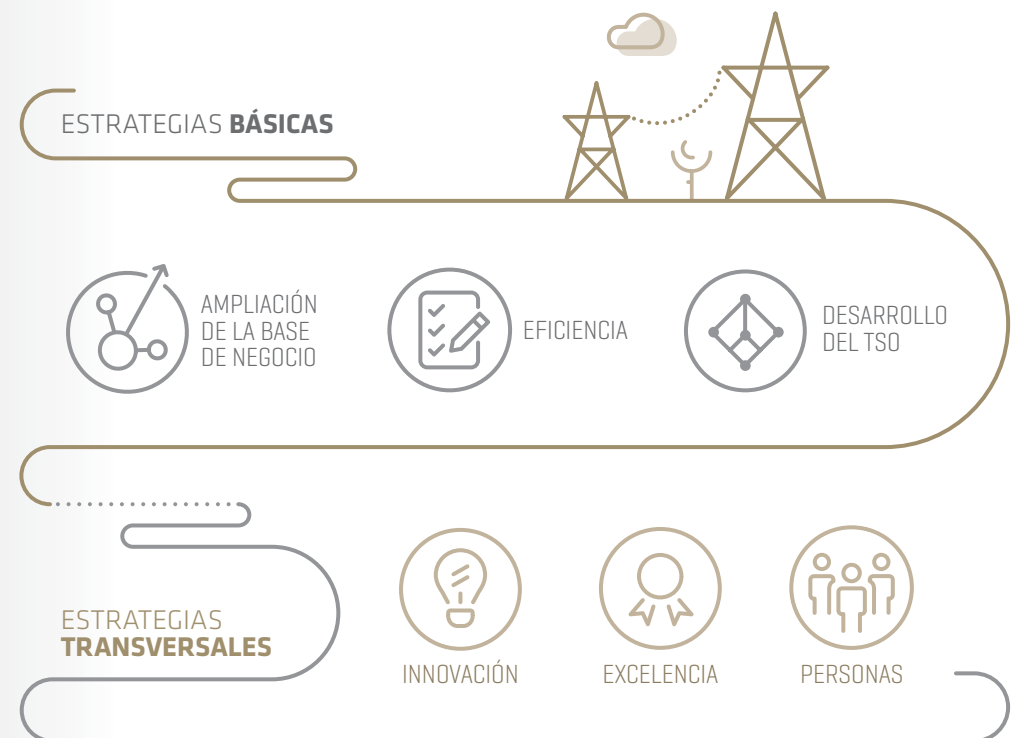 ESTRATEGIAS BÁSICAS
AMPLIACIÓN
DE LA BASE
DE NEGOCIO
EFICIENCIA
DESARROLLO
DEL TSO
ESTRATEGIAS
TRANSVERSALES
INNOVACIÓN
EXCELENCIA
PERSONAS